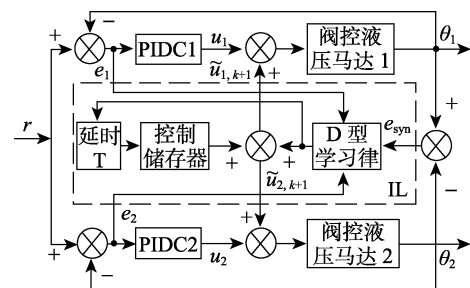 −
+
PIDC1
u₁
阀控液
压马达 1
θ₁
e₁
ũ₁, ₖ₊₁
+
+
r
延时
T
控制
储存器
+
+
D 型
学习律
e_syn
IL
−
ũ₂, ₖ₊₁
e₂
+
+
PIDC2
u₂
阀控液
压马达 2
θ₂
−